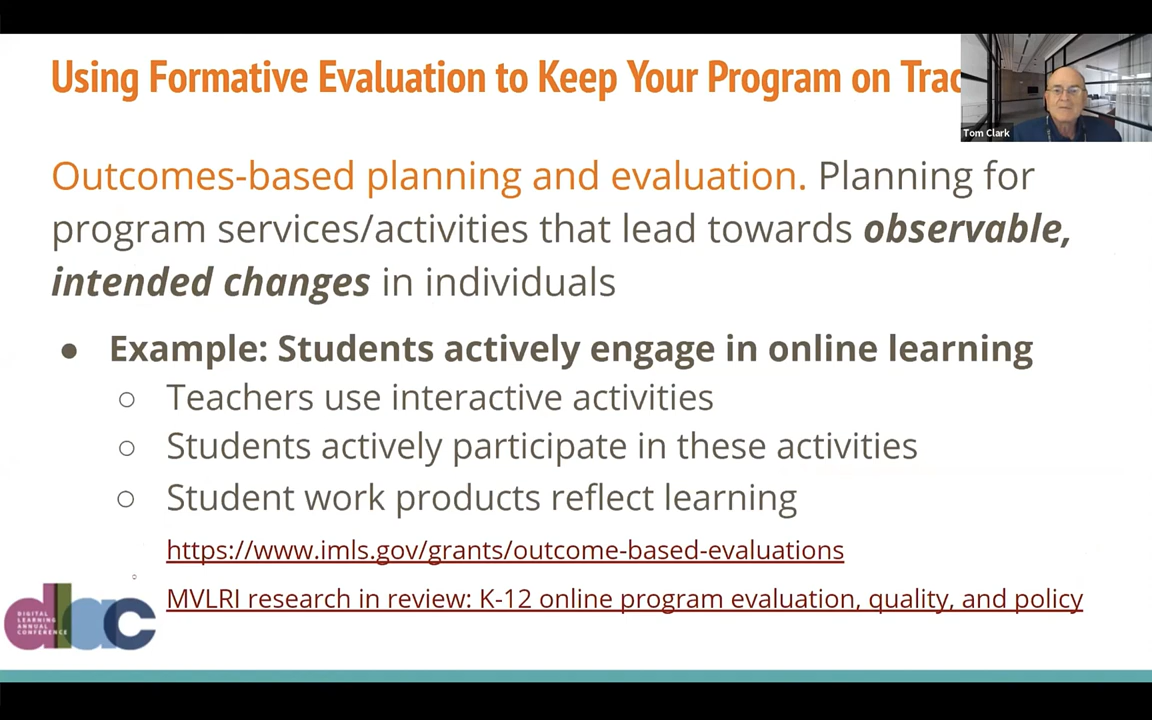 Using Formative Evaluation to Keep Your Program on Trac
Tom Clark
Outcomes-based planning and evaluation. Planning for
program services/activities that lead towards observable,
intended changes in individuals
● Example: Students actively engage in online learning
○ Teachers use interactive activities
○ Students actively participate in these activities
○ Student work products reflect learning
https://www.imls.gov/grants/outcome-based-evaluations
MVLRI research in review: K-12 online program evaluation, quality, and policy
DIGITAL
LEARNING
ANNUAL
CONFERENCE
dlac